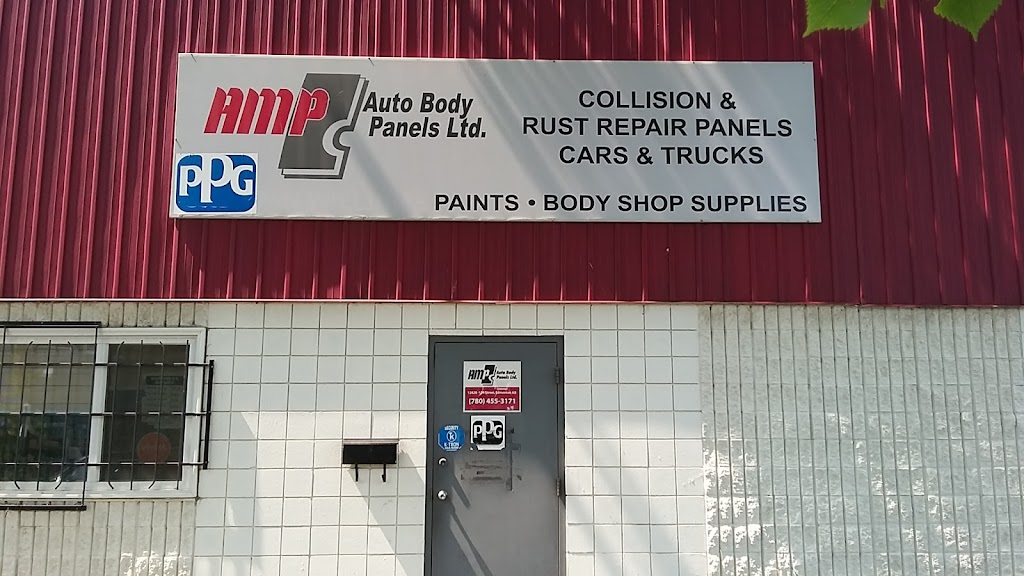 AMP
Auto Body
Panels Ltd.
COLLISION &
RUST REPAIR PANELS
CARS & TRUCKS
PPG
PAINTS • BODY SHOP SUPPLIES
AMP
Auto Body
Panels Ltd.
(780) 455-3171
PPG
SECURITY